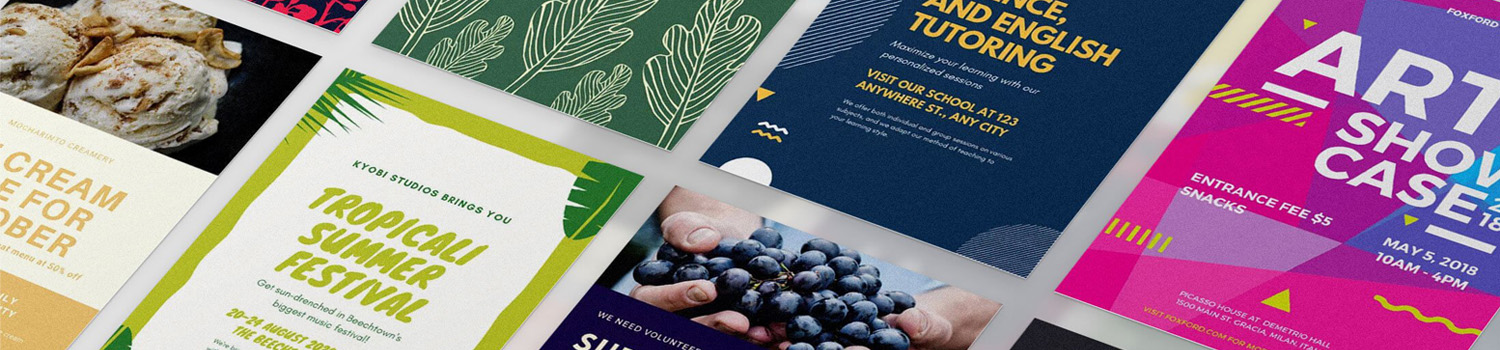 MOCHARINTO CREAMERY
CREAM
FOR
OBER
at menu at 50% off
KYOBI STUDIOS BRINGS YOU
TROPICALI
SUMMER
FESTIVAL
Get sun-drenched in Beechtown's
biggest music festival!
20-24 AUGUST
THE
WE NEED VOLUNTEER
AND ENGLISH
TUTORING
Maximize your learning with our
personalized sessions
VISIT OUR SCHOOL AT 123
ANYWHERE ST., ANY CITY
We offer both individual and group sessions on various
subjects, and we adapt our method of teaching to
your learning style.
FOXFORD
ART
SHOW
CASE
18
ENTRANCE FEE $5
SNACKS
MAY 5, 2018
10AM - 4PM
PICASSO HOUSE AT DEMETRIO HALL
1500 MAIN ST, GRACIA, MILAN,
VISIT FOXFORD.COM FOR